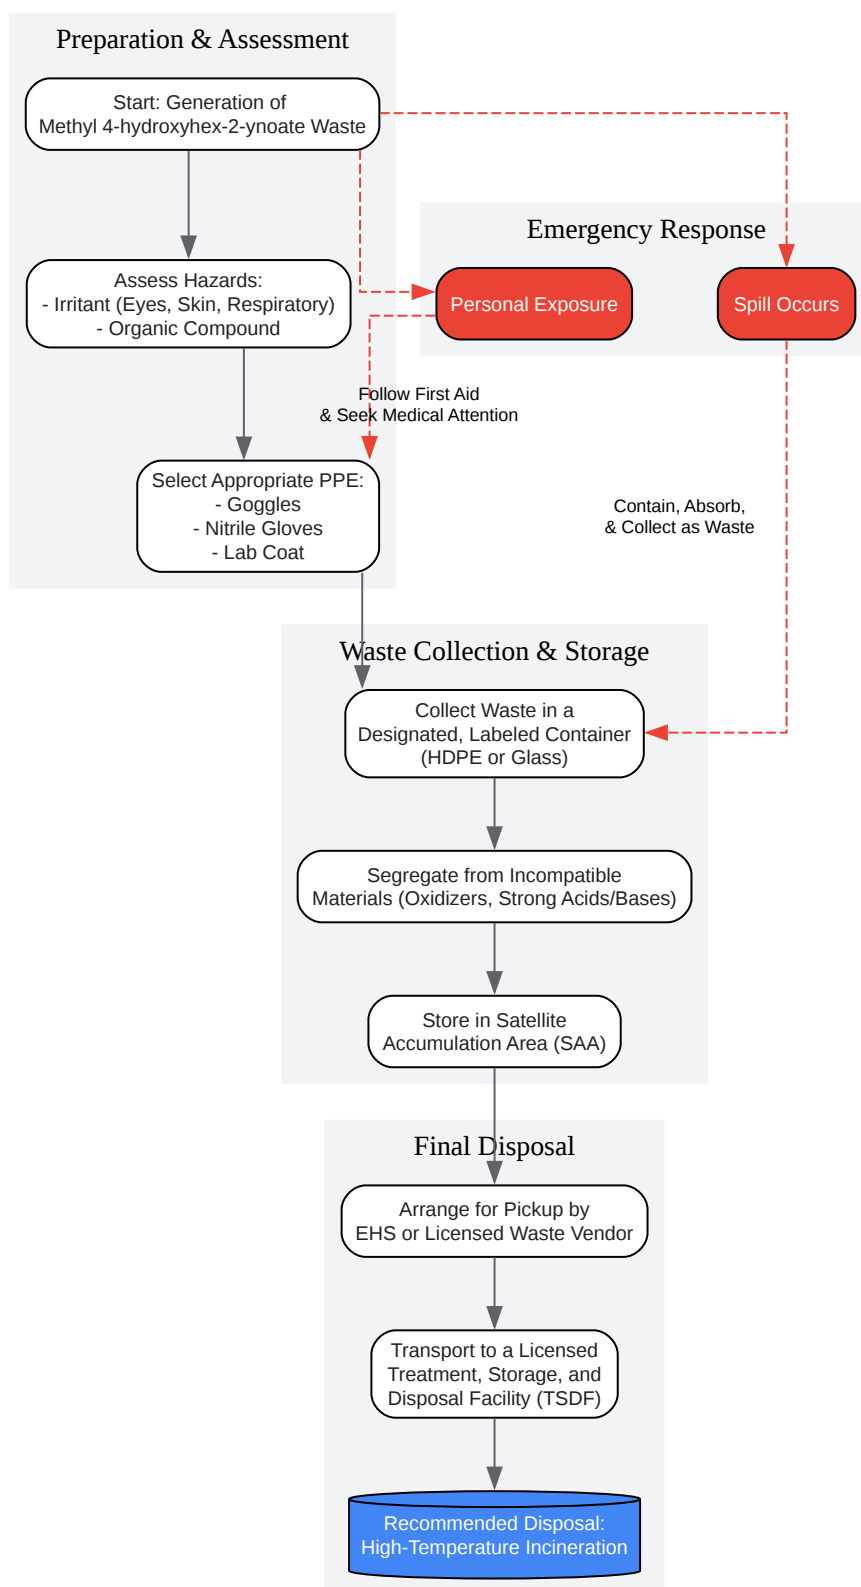 Preparation & Assessment
Start: Generation of
Methyl 4-hydroxyhex-2-ynoate Waste
Emergency Response
Assess Hazards:
- Irritant (Eyes, Skin, Respiratory)
- Organic Compound
Personal Exposure
Spill Occurs
Follow First Aid
& Seek Medical Attention
Select Appropriate PPE:
- Goggles
- Nitrile Gloves
- Lab Coat
Contain, Absorb,
& Collect as Waste
Waste Collection & Storage
Collect Waste in a
Designated, Labeled Container
(HDPE or Glass)
Segregate from Incompatible
Materials (Oxidizers, Strong Acids/Bases)
Store in Satellite
Accumulation Area (SAA)
Final Disposal
Arrange for Pickup by
EHS or Licensed Waste Vendor
Transport to a Licensed
Treatment, Storage, and
Disposal Facility (TSDF)
Recommended Disposal:
High-Temperature Incineration